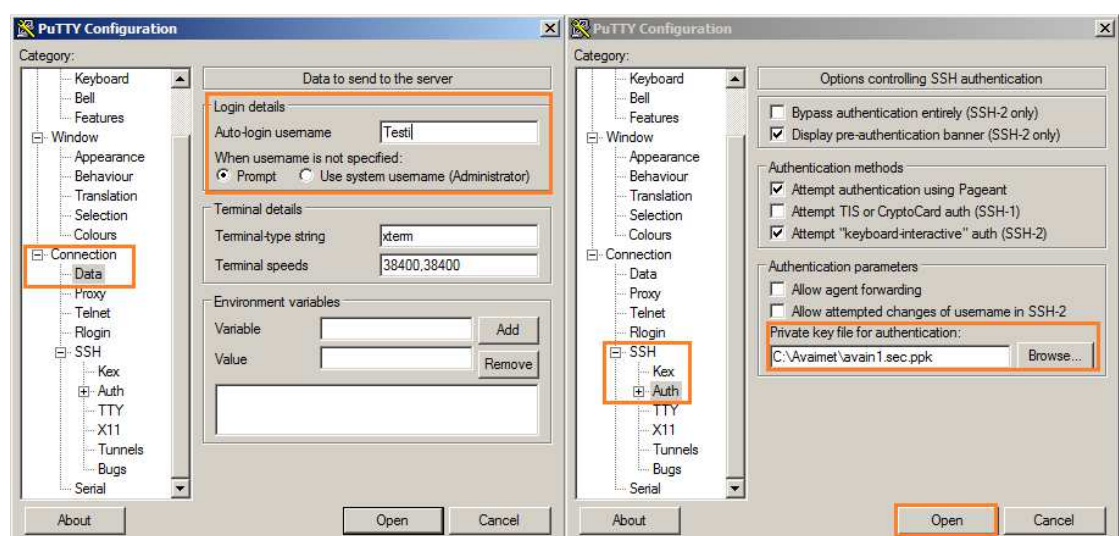 PuTTY Configuration
Category:
Keyboard
Bell
Features
Window
Appearance
Behaviour
Translation
Selection
Colours
Connection
Data
Proxy
Telnet
Rlogin
SSH
Kex
Auth
TTY
X11
Tunnels
Bugs
Serial
Data to send to the server
Login details
Auto-login username Testi
When username is not specified:
Prompt Use system username (Administrator)
Terminal details
Terminal-type string xterm
Terminal speeds 38400,38400
Environment variables
Variable Add
Value Remove
About Open Cancel
PuTTY Configuration
Category:
Keyboard
Bell
Features
Window
Appearance
Behaviour
Translation
Selection
Colours
Connection
Data
Proxy
Telnet
Rlogin
SSH
Kex
Auth
TTY
X11
Tunnels
Bugs
Serial
Options controlling SSH authentication
Bypass authentication entirely (SSH-2 only)
Display pre-authentication banner (SSH-2 only)
Authentication methods
Attempt authentication using Pageant
Attempt TIS or CryptoCard auth (SSH-1)
Attempt "keyboard-interactive" auth (SSH-2)
Authentication parameters
Allow agent forwarding
Allow attempted changes of username in SSH-2
Private key file for authentication:
C:\Avaimet\avain1.sec.ppk Browse...
About Open Cancel